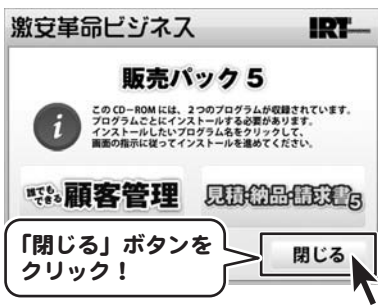 激安革命ビジネス
IRT
販売パック5
このCD-ROMには、2つのプログラムが収録されています。
プログラムごとにインストールする必要があります。
インストールしたいプログラム名をクリックして、
画面の指示に従ってインストールを進めてください。
誰でもできる顧客管理
見積・納品・請求書5
「閉じる」ボタンを
クリック！
閉じる